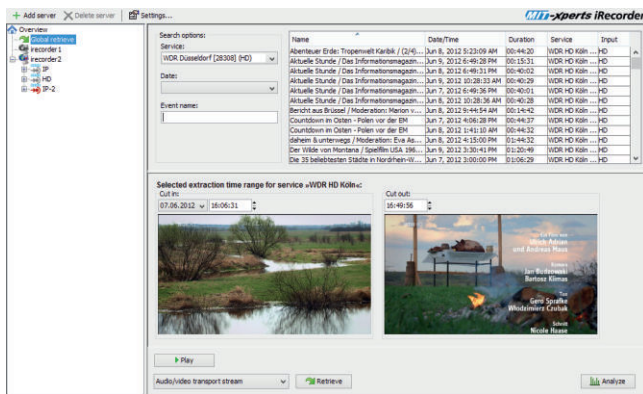 Add server Delete server Settings... MIT-xperts iRecorder
Overview
Global retrieve
irecorder1
irecorder2
IP
HD
IP-2
Search options:
Service:
WDR Düsseldorf [28308] (HD)
Date:
Event name:
Name Date/Time Duration Service Input
Abenteuer Erde: Tropenwelt Karibik / (2/4)... Jun 8, 2012 5:23:09 AM 00:44:20 WDR HD Köln ... HD
Aktuelle Stunde / Das Informationsmagazin... Jun 9, 2012 6:49:28 PM 00:15:31 WDR HD Köln ... HD
Aktuelle Stunde / Das Informationsmagazin... Jun 8, 2012 6:49:31 PM 00:40:02 WDR HD Köln ... HD
Aktuelle Stunde / Das Informationsmagazin... Jun 9, 2012 10:28:33 AM 00:40:29 WDR HD Köln ... HD
Aktuelle Stunde / Das Informationsmagazin... Jun 7, 2012 6:49:36 PM 00:40:01 WDR HD Köln ... HD
Aktuelle Stunde / Das Informationsmagazin... Jun 8, 2012 10:28:36 AM 00:40:28 WDR HD Köln ... HD
Bericht aus Brüssel / Moderation: Marion v... Jun 8, 2012 9:44:54 AM 00:14:42 WDR HD Köln ... HD
Countdown im Osten - Polen vor der EM Jun 7, 2012 4:06:28 PM 00:44:37 WDR HD Köln ... HD
Countdown im Osten - Polen vor der EM Jun 8, 2012 1:41:10 AM 00:44:32 WDR HD Köln ... HD
daheim & unterwegs / Moderation: Eva As... Jun 8, 2012 4:15:00 PM 01:44:32 WDR HD Köln ... HD
Der Wilde von Montana / Spielfilm USA 196... Jun 9, 2012 3:30:41 PM 01:20:49 WDR HD Köln ... HD
Die 35 beliebtesten Städte in Nordrhein-W... Jun 7, 2012 3:00:00 PM 01:06:29 WDR HD Köln ... HD
Selected extraction time range for service »WDR HD Köln«:
Cut in:
07.06.2012 16:06:31
Cut out:
16:49:56
Ein Film von
Ulrich Adrian
und Andreas Maus
Kamera
Jan Budzowski
Bartosz Klimas
Ton
Gero Sprafke
Wlodzimierz Czubak
Schnitt
Nicole Haase
Play
Audio/video transport stream Retrieve Analyze